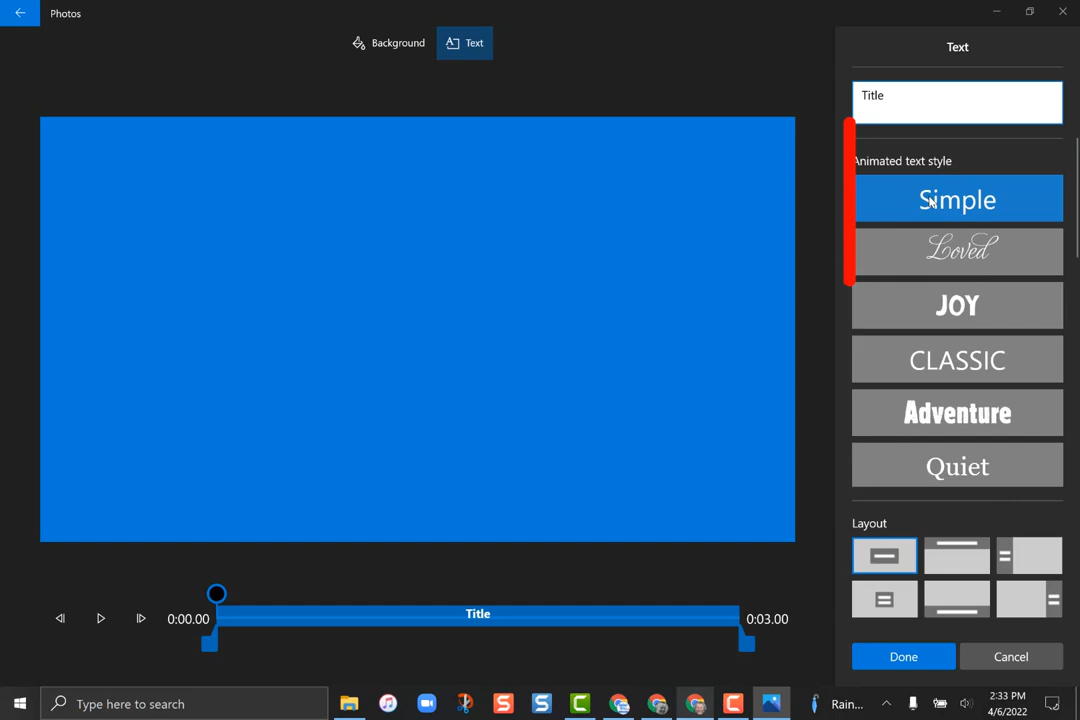 Photos
Background
Text
Text
Title
Animated text style
Simple
Loved
JOY
CLASSIC
Adventure
Quiet
Layout
0:00.00
Title
0:03.00
Done
Cancel
Type here to search
Rain...
2:33 PM
4/6/2022